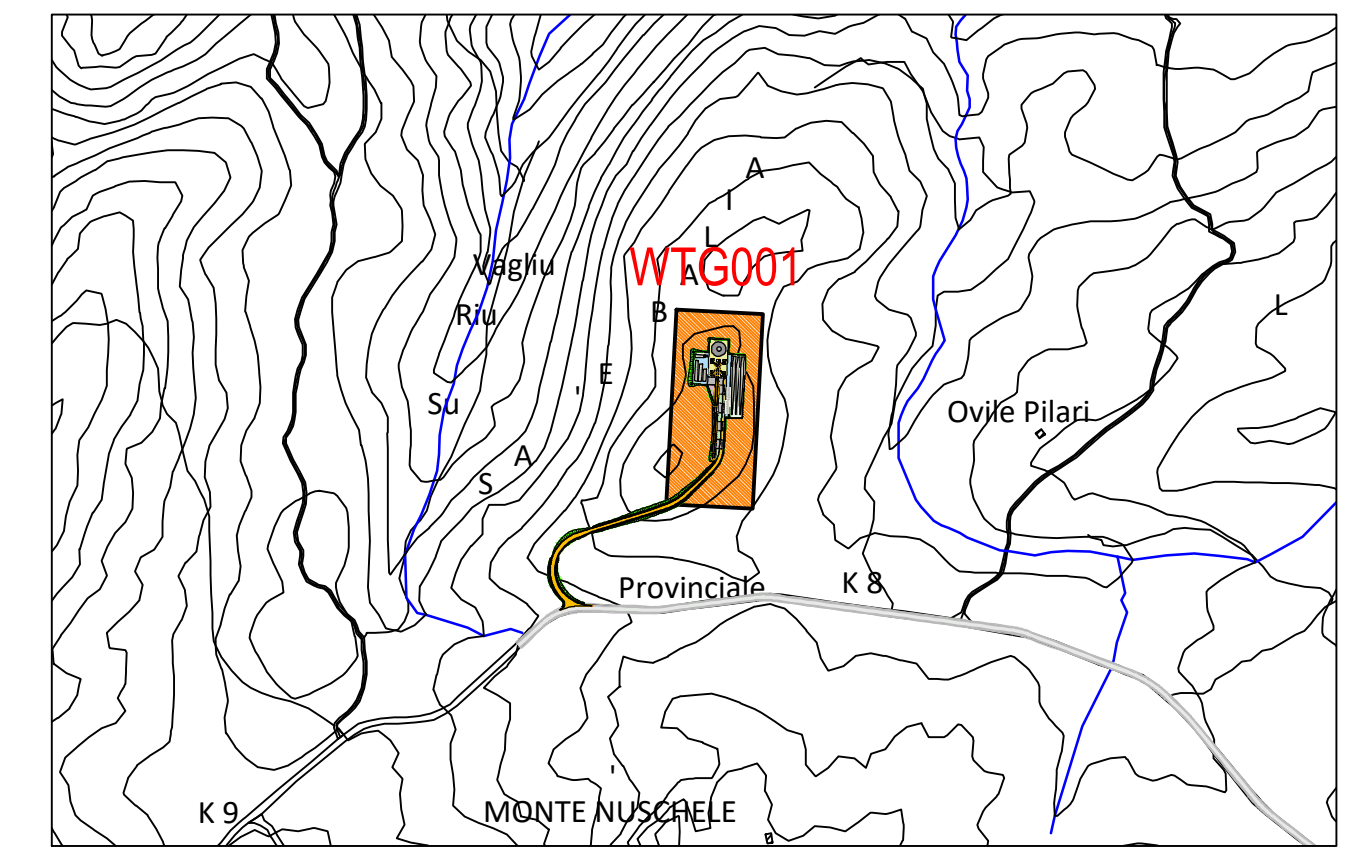 WTG001
S A ' E B A L I A
Su Riu Vagliu
L
Ovile Pilari
Provinciale
K 8
'
K 9
MONTE NUSCHELE